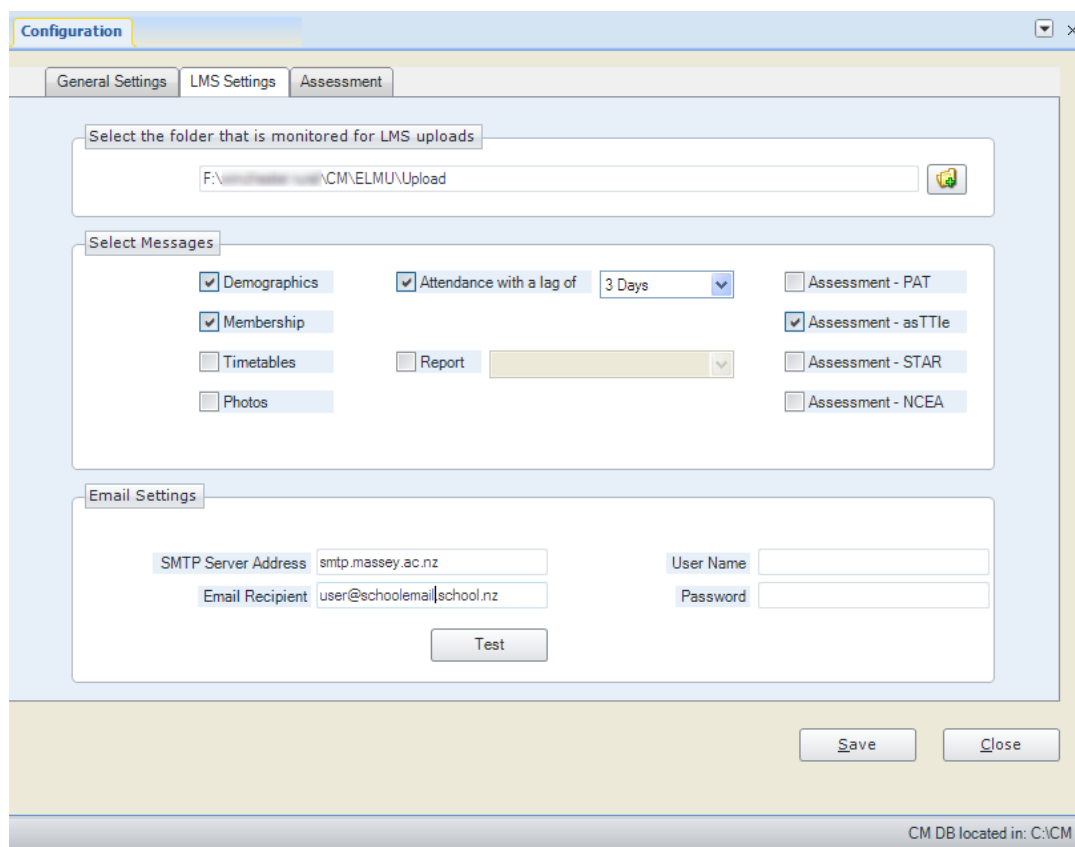 Configuration
General Settings LMS Settings Assessment
Select the folder that is monitored for LMS uploads
F:\ \CM\ELMU\Upload
Select Messages
Demographics Attendance with a lag of 3 Days Assessment - PAT
Membership Assessment - asTTle
Timetables Report Assessment - STAR
Photos Assessment - NCEA
Email Settings
SMTP Server Address smtp.massey.ac.nz User Name
Email Recipient user@schoolemail.school.nz Password
Test
Save Close
CM DB located in: C:\CM